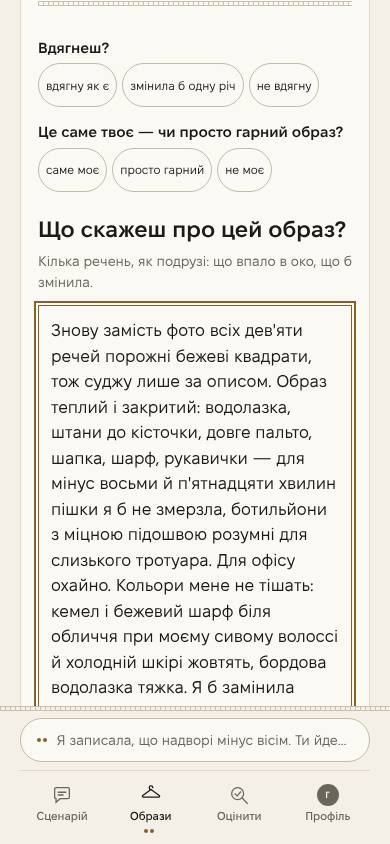 Вдягнеш?
вдягну як є
змінила б одну річ
не вдягну
Це саме твоє — чи просто гарний образ?
саме моє
просто гарний
не моє
Що скажеш про цей образ?
Кілька речень, як подрузі: що впало в око, що б
змінила.
Знову замість фото всіх дев'яти
речей порожні бежеві квадрати,
тож суджу лише за описом. Образ
теплий і закритий: водолазка,
штани до кісточки, довге пальто,
шапка, шарф, рукавички — для
мінус восьми й п'ятнадцяти хвилин
пішки я б не змерзла, ботильйони
з міцною підошвою розумні для
слизького тротуара. Для офісу
охайно. Кольори мене не тішать:
кемел і бежевий шарф біля
обличчя при моєму сивому волоссі
й холодній шкірі жовтять, бордова
водолазка тяжка. Я б замінила
Я записала, що надворі мінус вісім. Ти йде...
Сценарій
Образи
Оцінити
г
Профіль